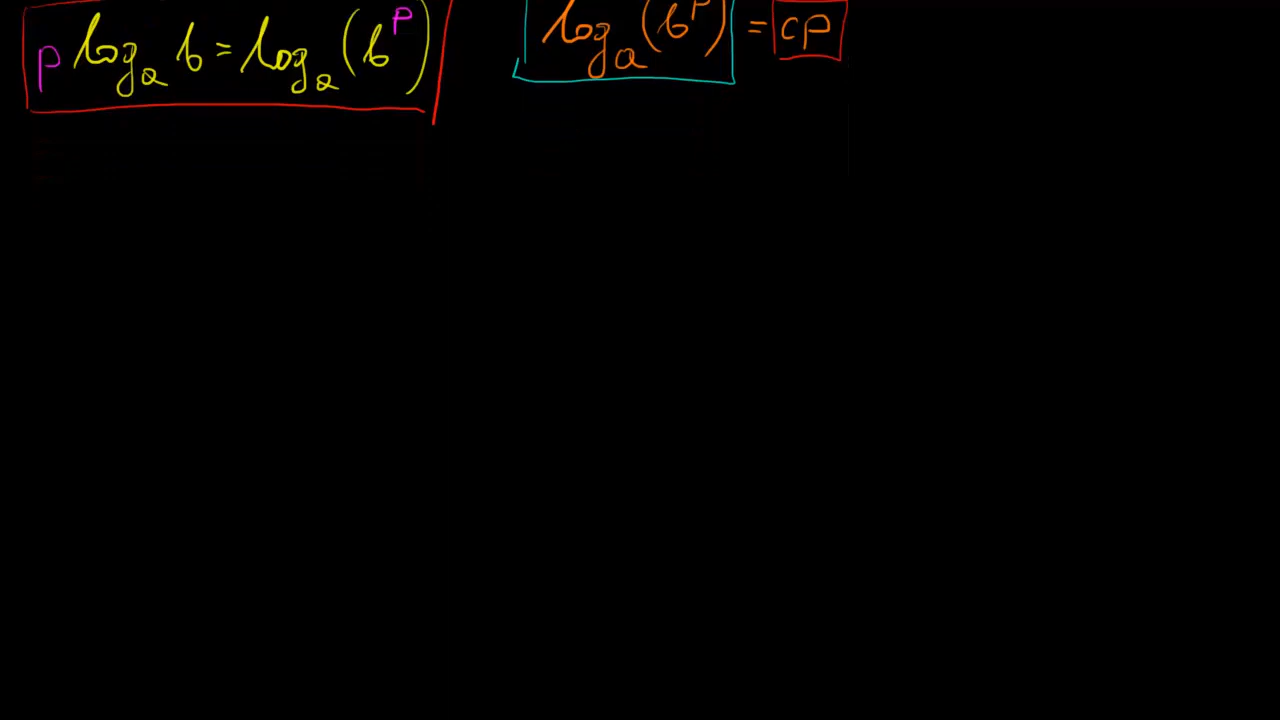 p log_a b = log_a (b^p)
log_a (b^p) = cp